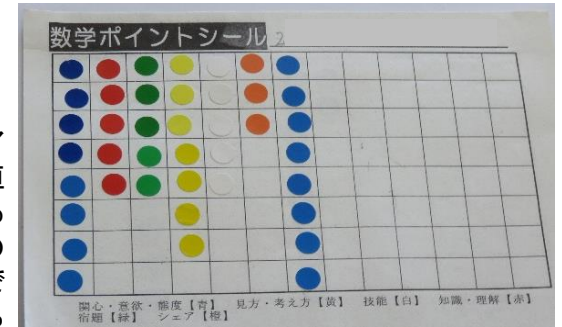 数学ポイントシール 2
関心・意欲・態度【青】 見方・考え方【黄】 技能【白】 知識・理解【赤】
宿題【緑】 シェア【橙】